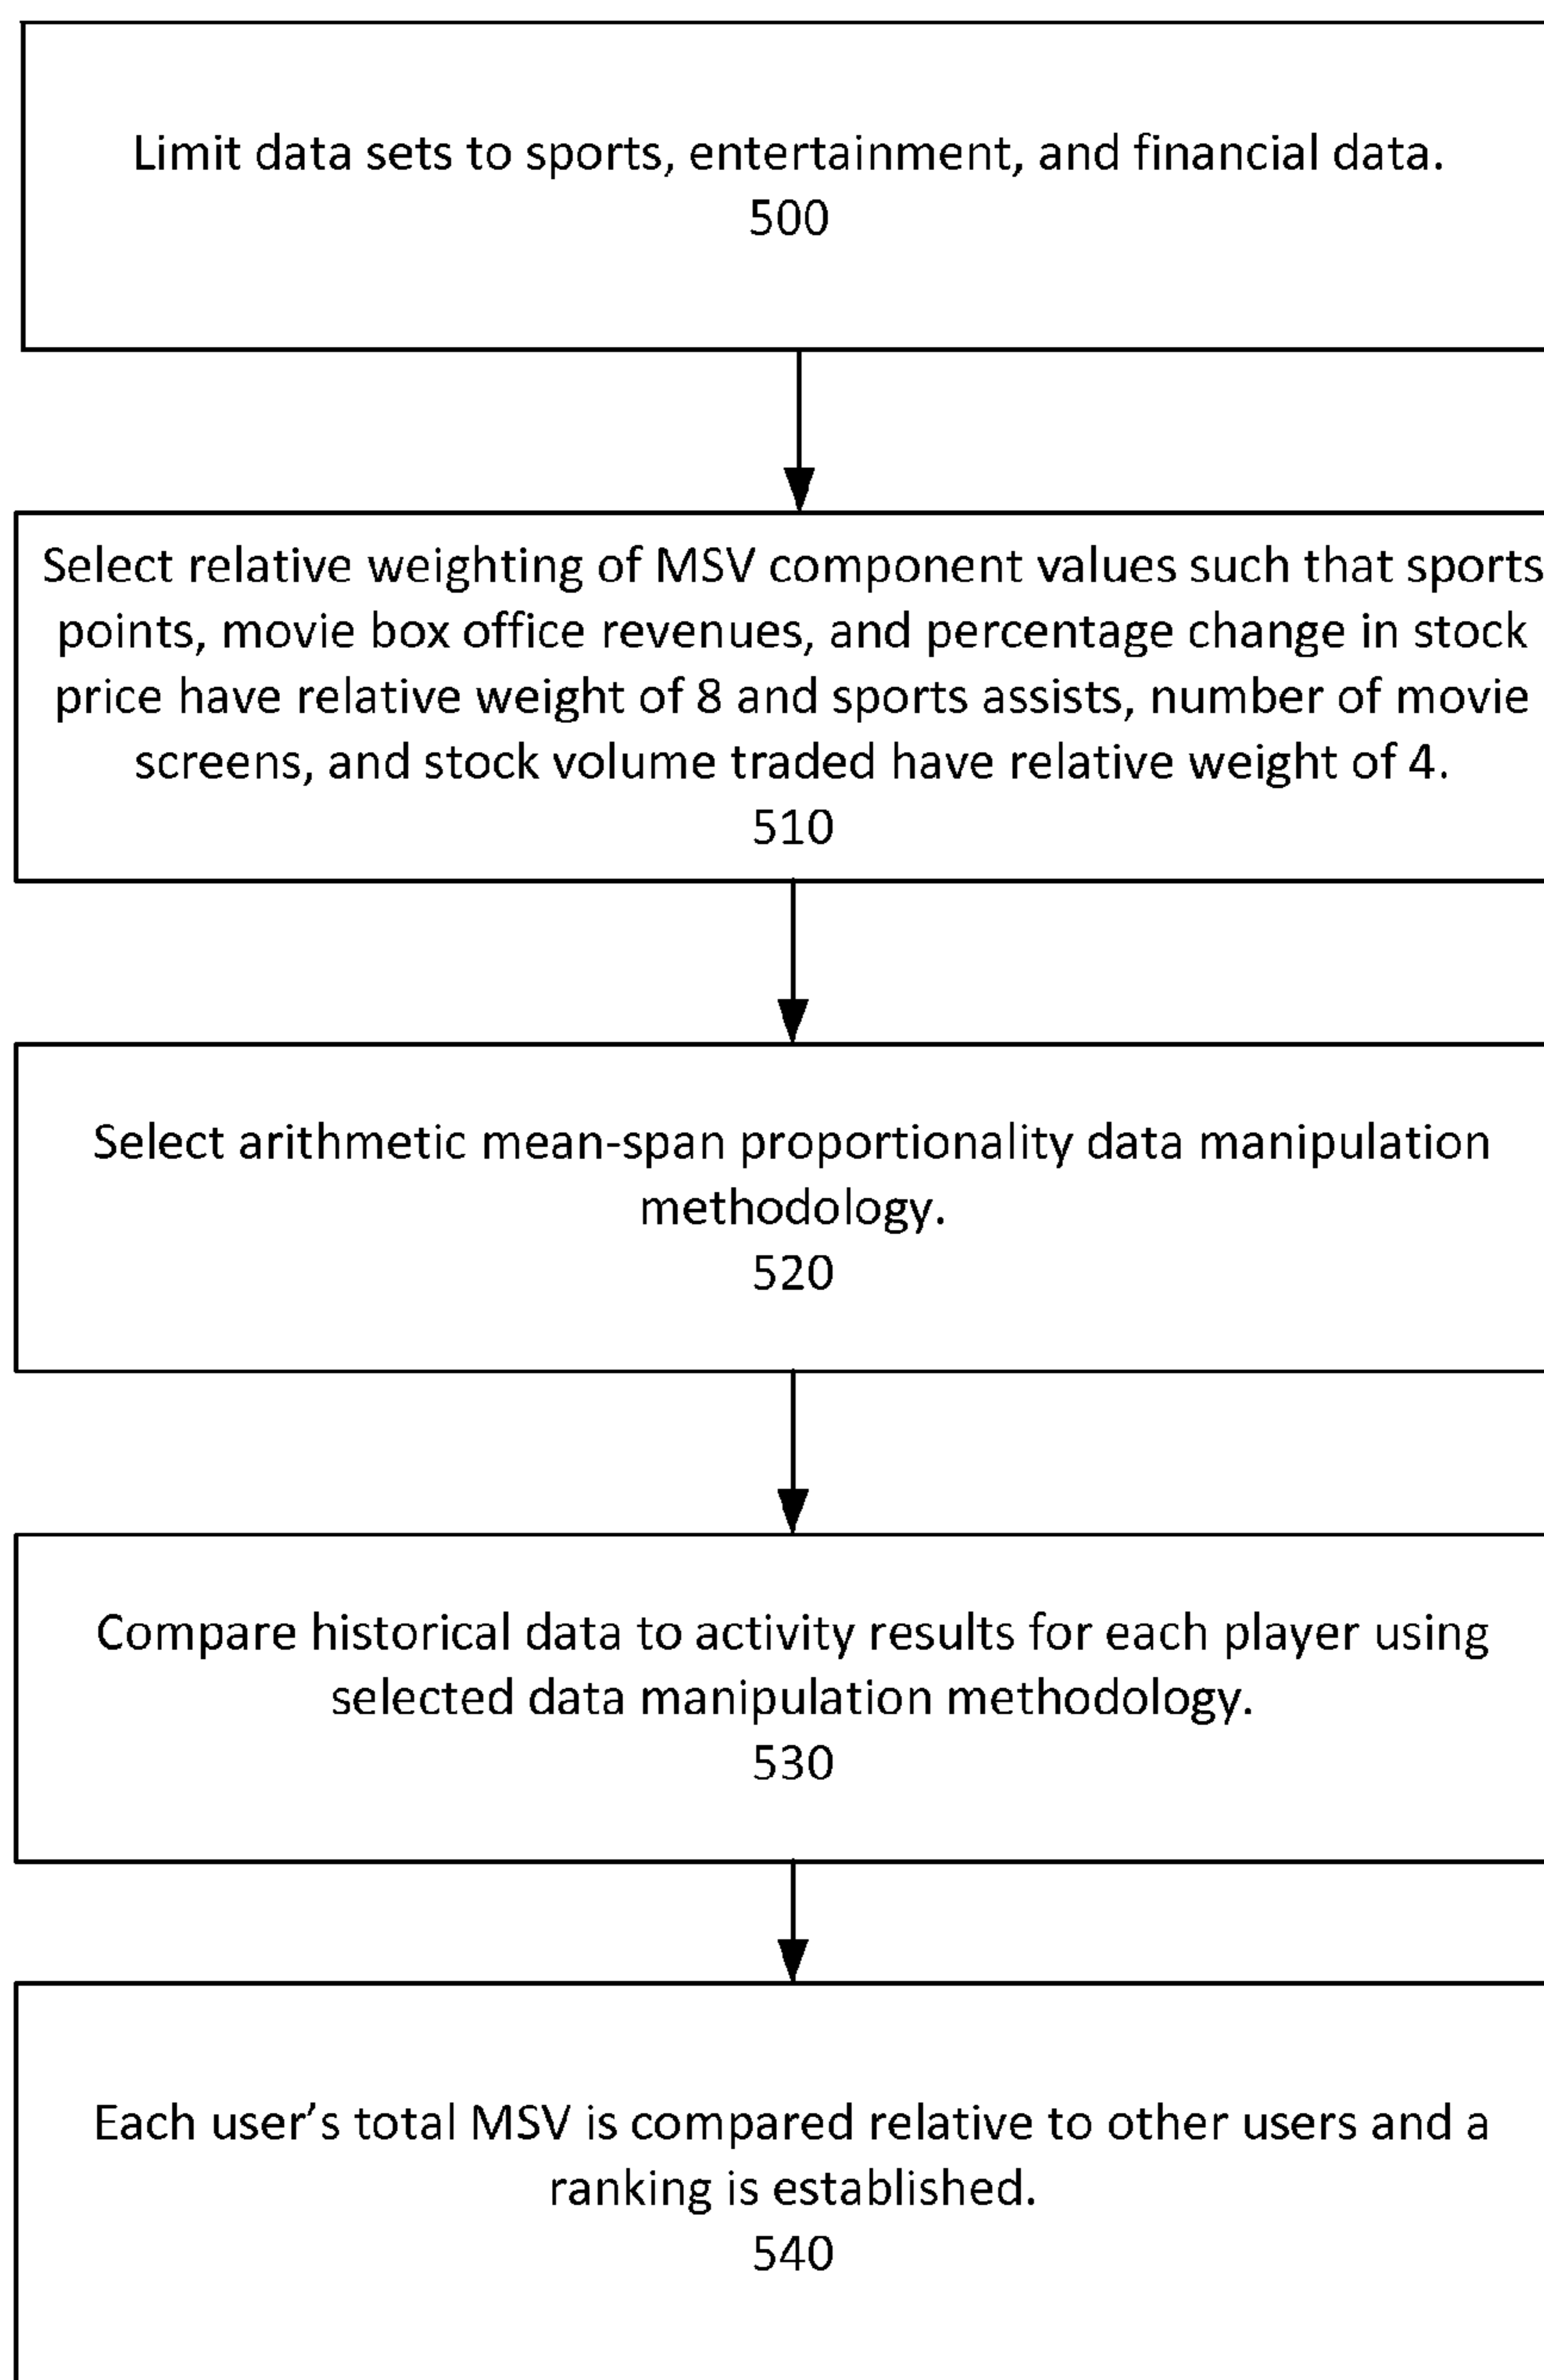 Limit data sets to sports, entertainment, and financial data.
500
Select relative weighting of MSV component values such that sports
points, movie box office revenues, and percentage change in stock
price have relative weight of 8 and sports assists, number of movie
screens, and stock volume traded have relative weight of 4.
510
Select arithmetic mean-span proportionality data manipulation
methodology.
520
Compare historical data to activity results for each player using
selected data manipulation methodology.
530
Each user’s total MSV is compared relative to other users and a
ranking is established.
540